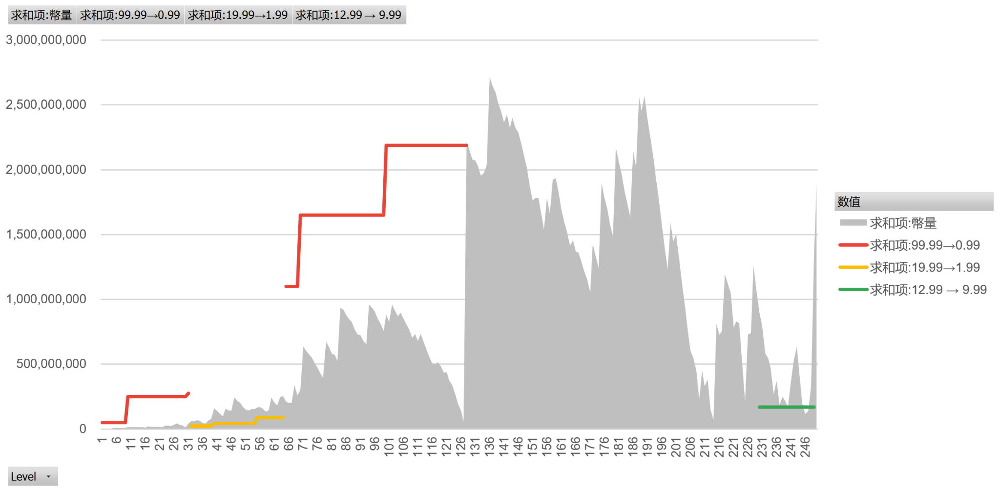 求和项:幣量 求和项:99.99→0.99 求和项:19.99→1.99 求和项:12.99 → 9.99
3,000,000,000
2,500,000,000
2,000,000,000
1,500,000,000
1,000,000,000
500,000,000
0
1 6 11 16 21 26 31 36 41 46 51 56 61 66 71 76 81 86 91 96 101 106 111 116 121 126 131 136 141 146 151 156 161 166 171 176 181 186 191 196 201 206 211 216 221 226 231 236 241 246
数值
求和项:幣量
求和项:99.99→0.99
求和项:19.99→1.99
求和项:12.99 → 9.99
Level